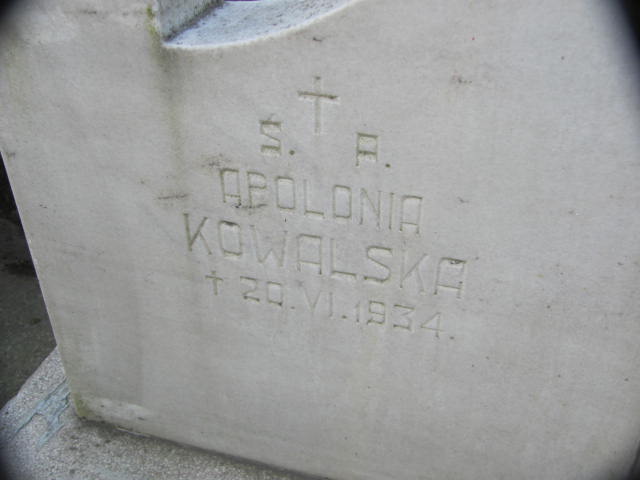 Ś. P.
APOLONIA
KOWALSKA
† 20.VI.1934.